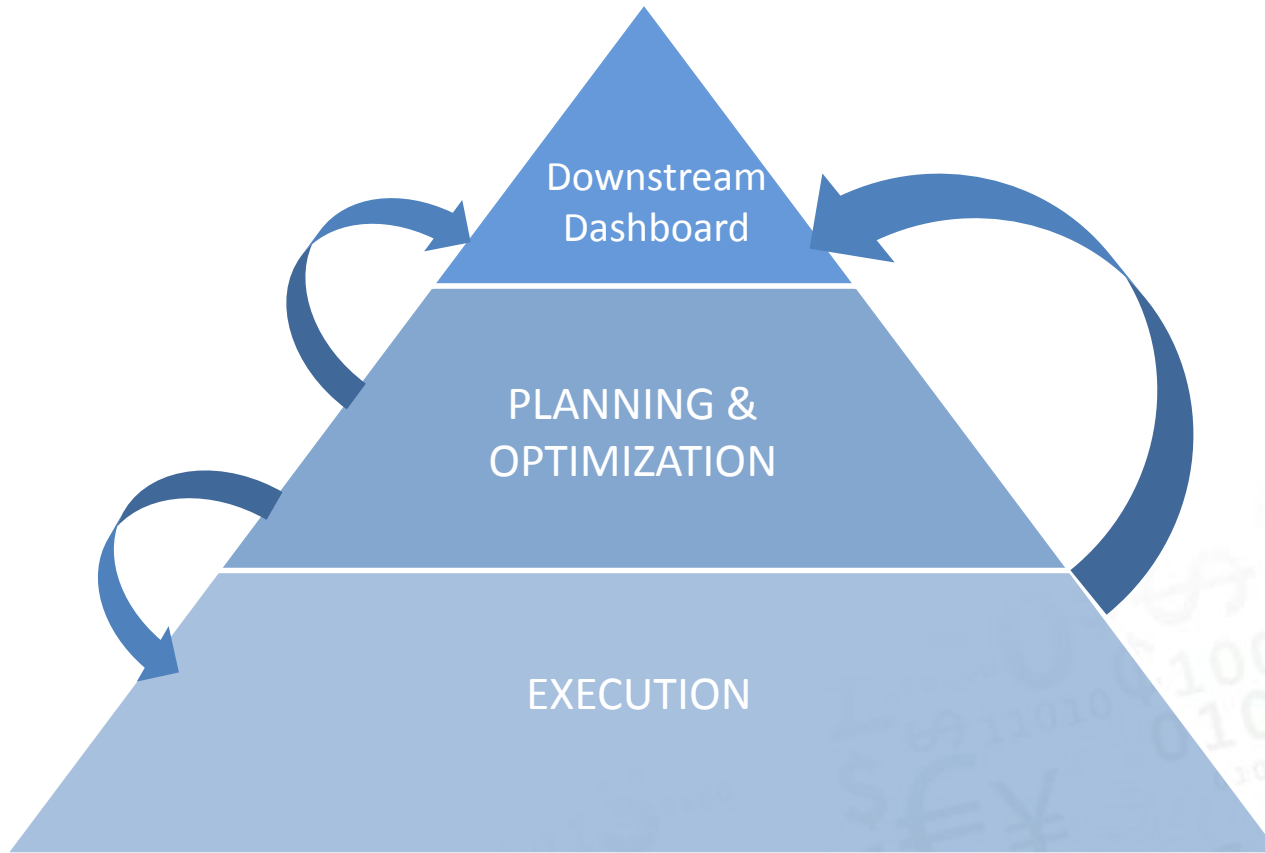 Downstream
Dashboard
PLANNING &
OPTIMIZATION
EXECUTION